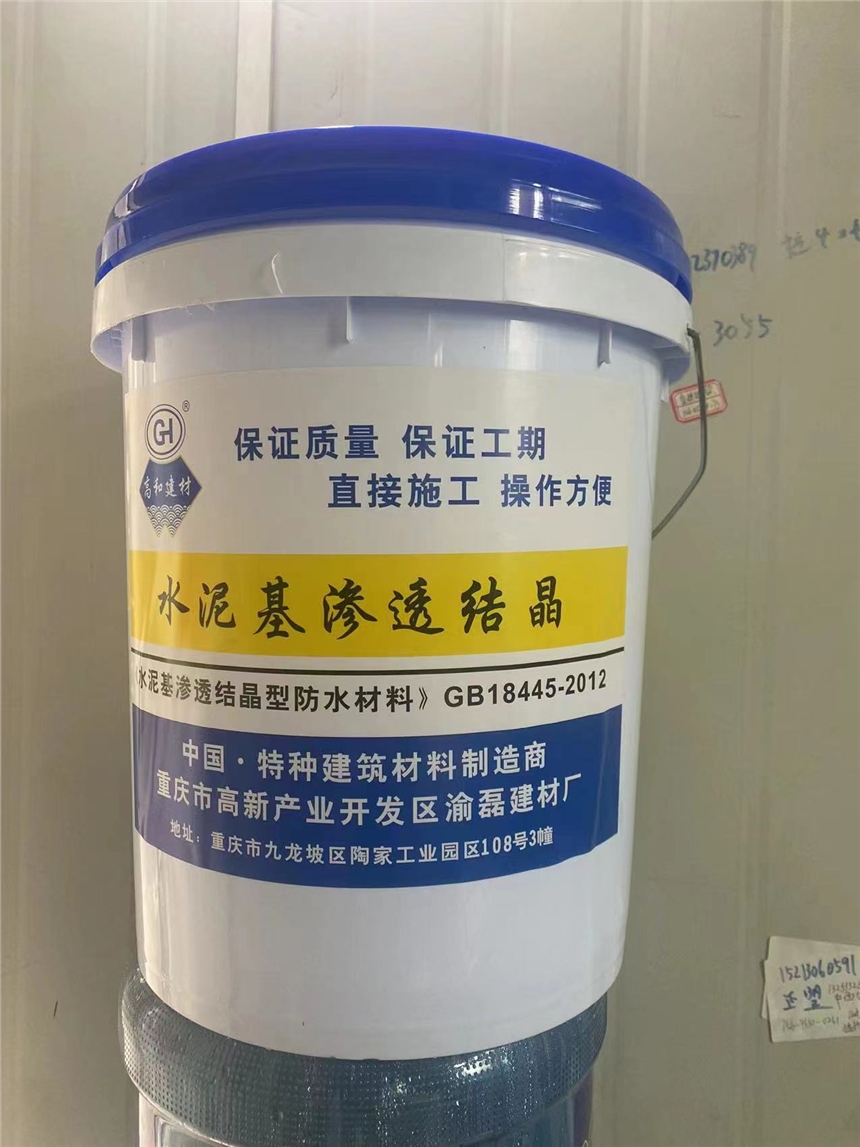 GH
®
高和建材
保证质量 保证工期
直接施工 操作方便
水泥基渗透结晶
《水泥基渗透结晶型防水材料》GB18445-2012
中国·特种建筑材料制造商
重庆市高新产业开发区渝磊建材厂
地址：重庆市九龙坡区陶家工业园区108号3幢
2370389
3055
15213060591